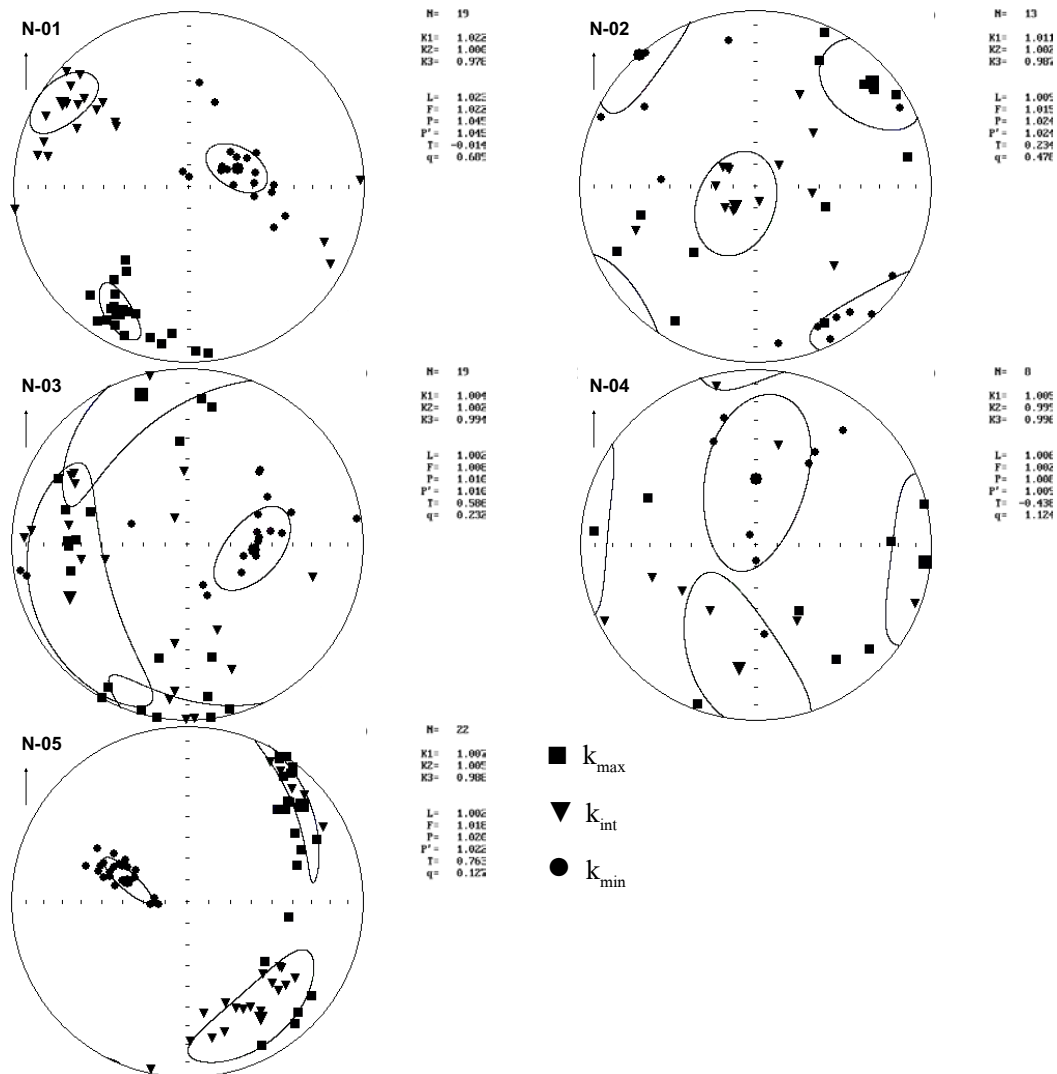 N-01
N= 19
K1= 1.022
K2= 1.006
K3= 0.978
L= 1.023
F= 1.022
P= 1.045
P'= 1.045
T= -0.014
q= 0.685
N-02
N= 13
K1= 1.011
K2= 1.002
K3= 0.987
L= 1.009
F= 1.015
P= 1.024
P'= 1.024
T= 0.234
q= 0.478
N-03
N= 19
K1= 1.004
K2= 1.002
K3= 0.994
L= 1.002
F= 1.008
P= 1.010
P'= 1.010
T= 0.586
q= 0.232
N-04
N= 8
K1= 1.005
K2= 0.999
K3= 0.996
L= 1.006
F= 1.002
P= 1.008
P'= 1.009
T= -0.438
q= 1.124
N-05
N= 22
K1= 1.007
K2= 1.005
K3= 0.988
L= 1.002
F= 1.018
P= 1.020
P'= 1.022
T= 0.763
q= 0.127
kmax
kint
kmin